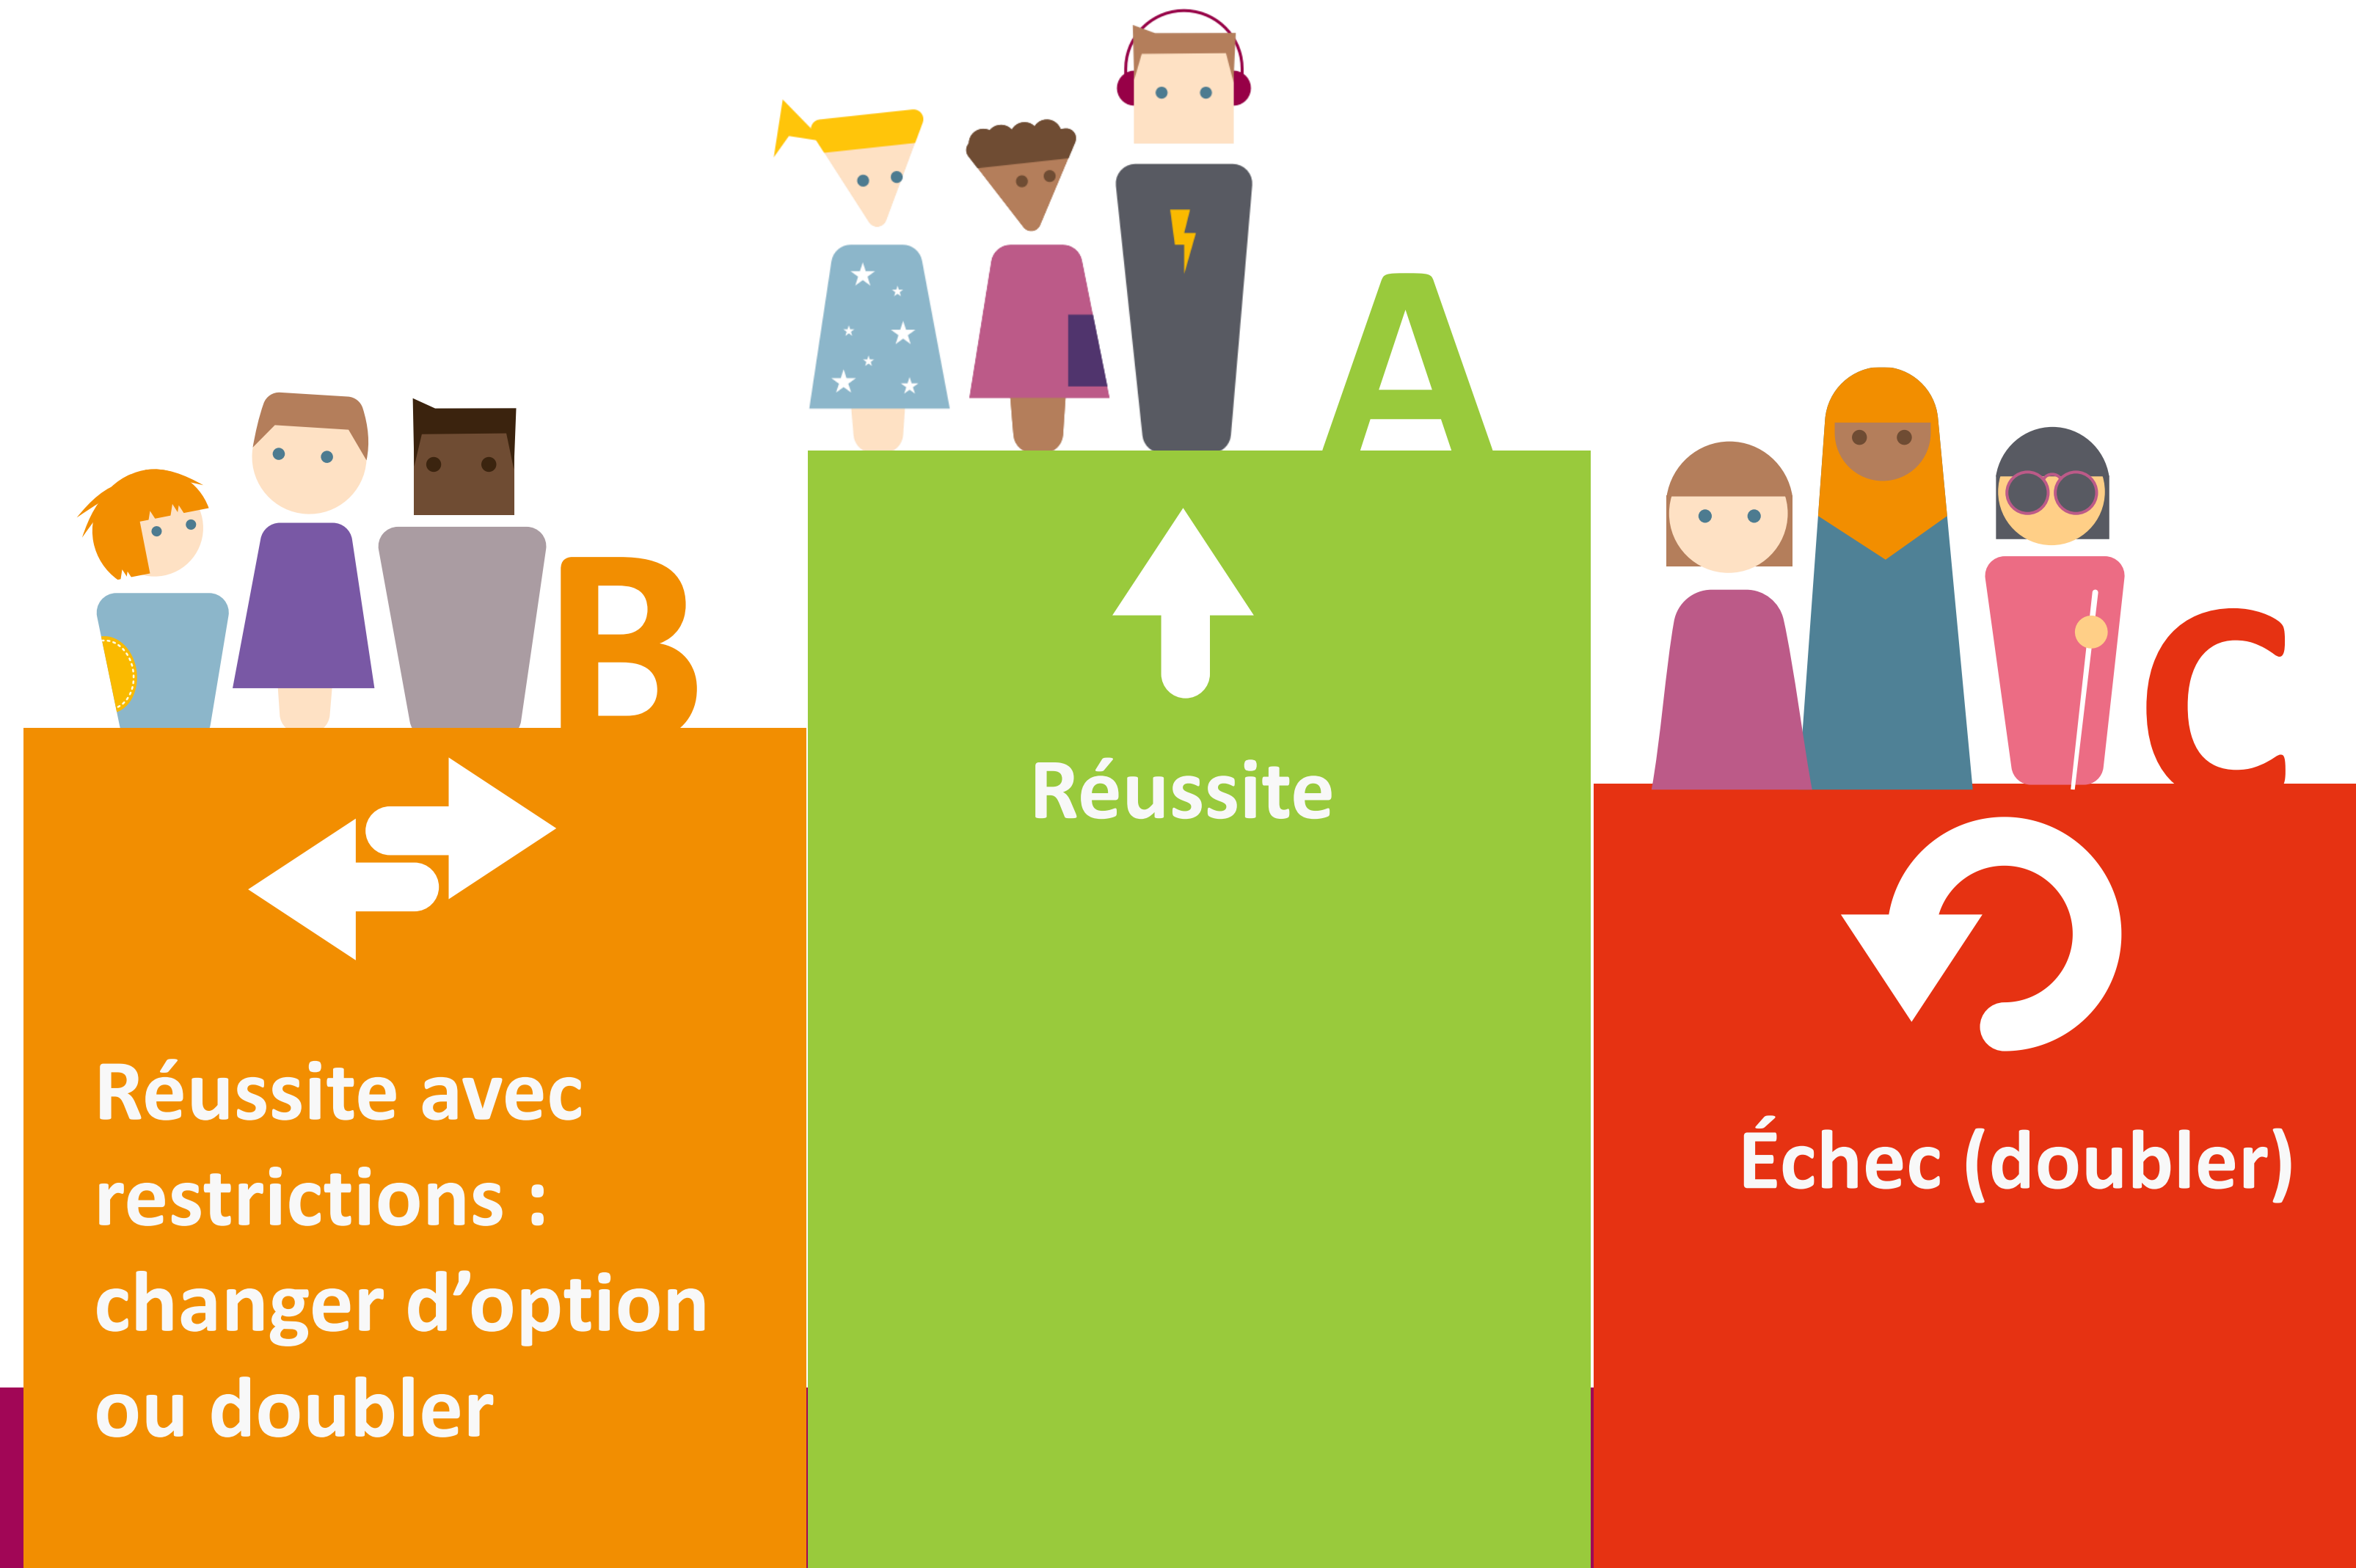 B
Réussite avec
restrictions :
changer d’option
ou doubler
A
Réussite
C
Échec (doubler)